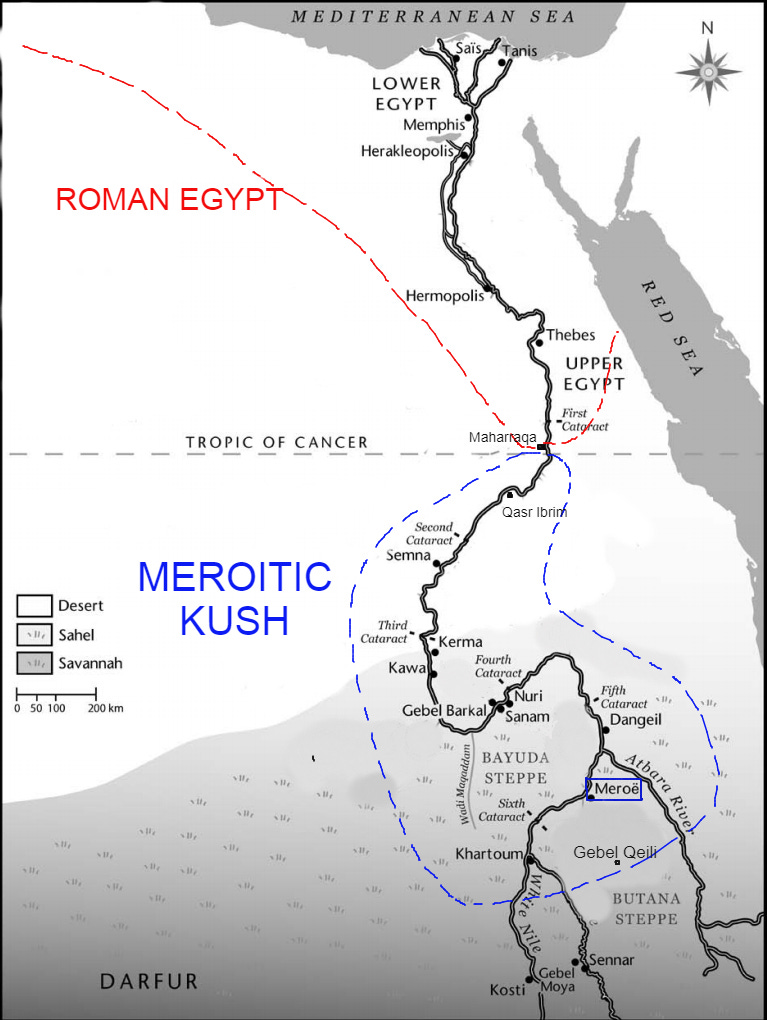 MEDITERRANEAN SEA
N
Saïs
Tanis
LOWER
EGYPT
Memphis
Herakleopolis
ROMAN EGYPT
Hermopolis
RED SEA
Thebes
UPPER
EGYPT
First
Cataract
Maharraqa
TROPIC OF CANCER
Qasr Ibrim
Second
Cataract
Semna
MEROITIC
KUSH
Desert
Sahel
Savannah
0 50 100 200 km
Third
Cataract
Kerma
Kawa
Fourth
Cataract
Nuri
Gebel Barkal
Sanam
Fifth
Cataract
Dangeil
BAYUDA
STEPPE
Wadi Maqaddam
Atbara River
Meroë
Sixth
Cataract
Khartoum
Gebel Qeili
White Nile
BUTANA
STEPPE
Sennar
Gebel
Moya
Kosti
DARFUR